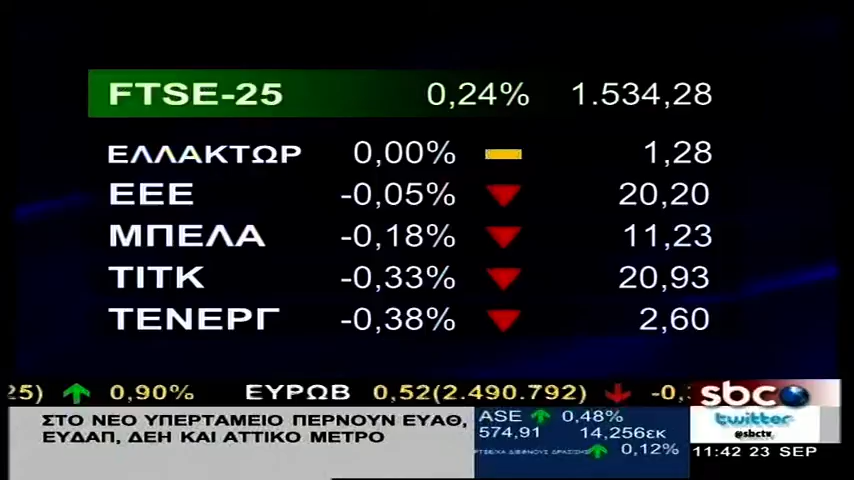 FTSE-25 0,24% 1.534,28
ΕΛΛΑΚΤΩΡ 0,00% 1,28
ΕΕΕ -0,05% 20,20
ΜΠΕΛΑ -0,18% 11,23
ΤΙΤΚ -0,33% 20,93
ΤΕΝΕΡΓ -0,38% 2,60
25) 0,90% ΕΥΡΩΒ 0,52(2.490.792) -0,
sbc
ΣΤΟ ΝΕΟ ΥΠΕΡΤΑΜΕΙΟ ΠΕΡΝΟΥΝ ΕΥΑΘ,
ΕΥΔΑΠ, ΔΕΗ ΚΑΙ ΑΤΤΙΚΟ ΜΕΤΡΟ
ASE 0,48%
574,91 14,256εκ
0,12%
twitter
@sbctv
11:42 23 SEP